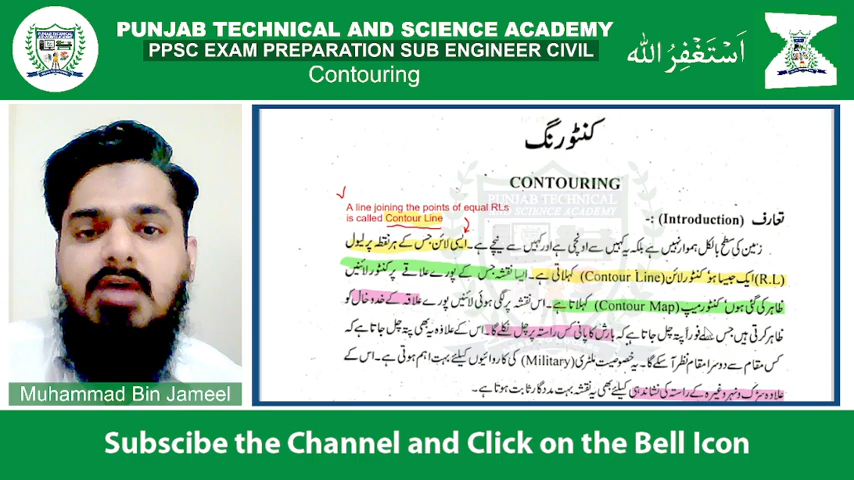 PUNJAB TECHNICAL AND SCIENCE ACADEMY
PPSC EXAM PREPARATION SUB ENGINEER CIVIL
Contouring
اَسْتَغْفِرُ اللّٰه
کنٹورنگ
CONTOURING
A line joining the points of equal RLs
is called Contour Line
تعارف (Introduction) :-
زمین کی سطح بالکل ہموار نہیں ہے بلکہ یہ کہیں سے اونچی ہے اور کہیں سے نیچے ہے۔ ایسی لائن جس کے ہر نقطہ پر لیول
(R.L) ایک جیسا ہو کنٹور لائن (Contour Line) کہلاتی ہے۔ ایسا نقشہ جس کے پورے علاقے پر کنٹور لائنیں
ظاہر کی گئی ہوں کنٹور میپ (Contour Map) کہلاتا ہے۔ اس نقشہ پر لگی ہوئی لائنیں پورے علاقہ کے خدوخال کو
ظاہر کرتی ہیں جس سے فوراً پتہ چل جاتا ہے کہ بارش کا پانی کس راستہ پر چل نکلے گا۔ اس کے علاوہ یہ بھی پتہ چل جاتا ہے کہ
کس مقام سے دوسرا مقام نظر آ سکے گا۔ یہ خصوصیت ملٹری (Military) کی کاروائیوں کیلئے بہت اہم ہوتی ہے۔ اس کے
علاوہ سڑک و نہر وغیرہ کے راستہ کی نشاندہی کیلئے بھی یہ نقشہ بہت مددگار ثابت ہوتا ہے۔
Muhammad Bin Jameel
Subscibe the Channel and Click on the Bell Icon